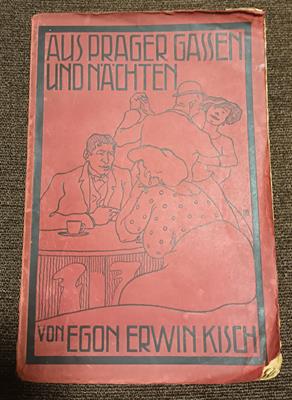 AUS PRAGER GASSEN
UND NÄCHTEN
VON EGON ERWIN KISCH